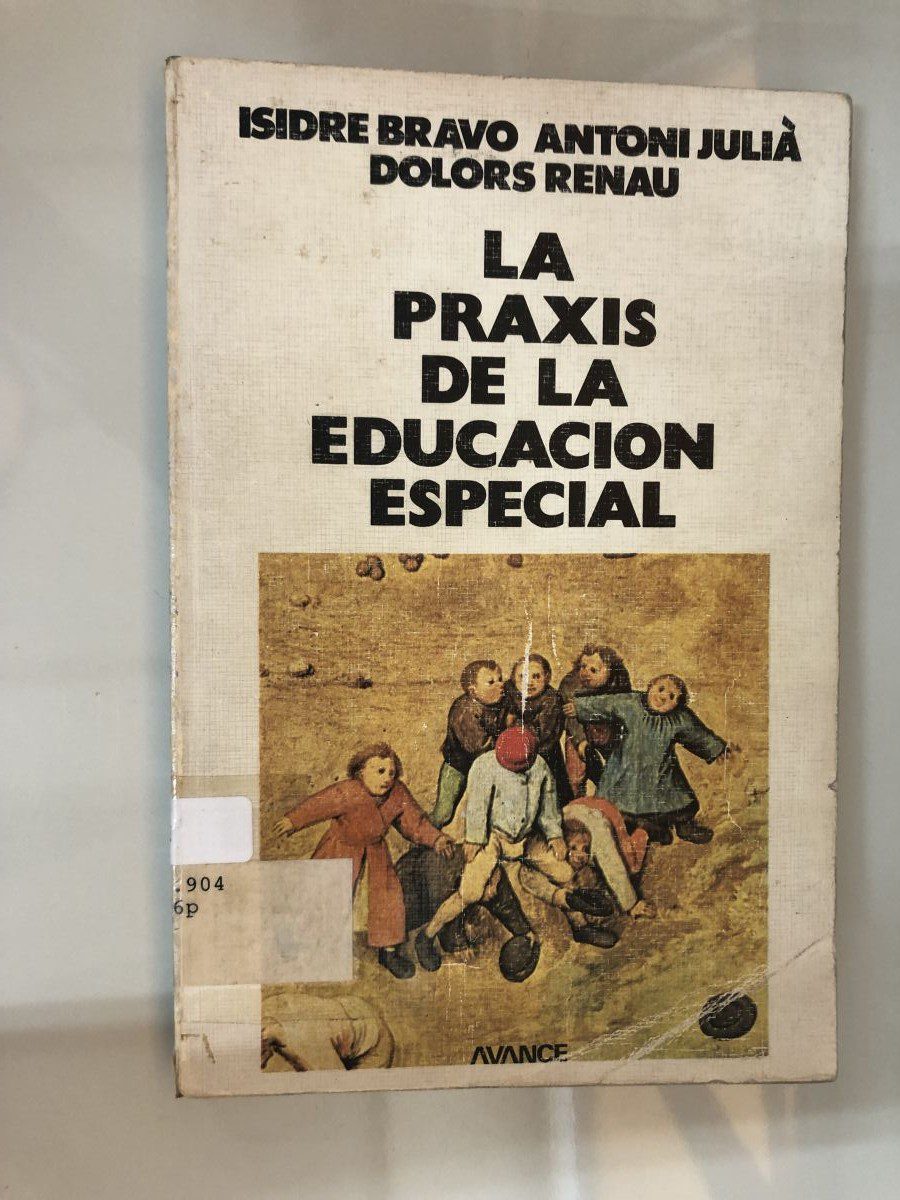 ISIDRE BRAVO ANTONI JULIÀ
DOLORS RENAU
LA
PRAXIS
DE LA
EDUCACION
ESPECIAL
.904
6p
AVANCE